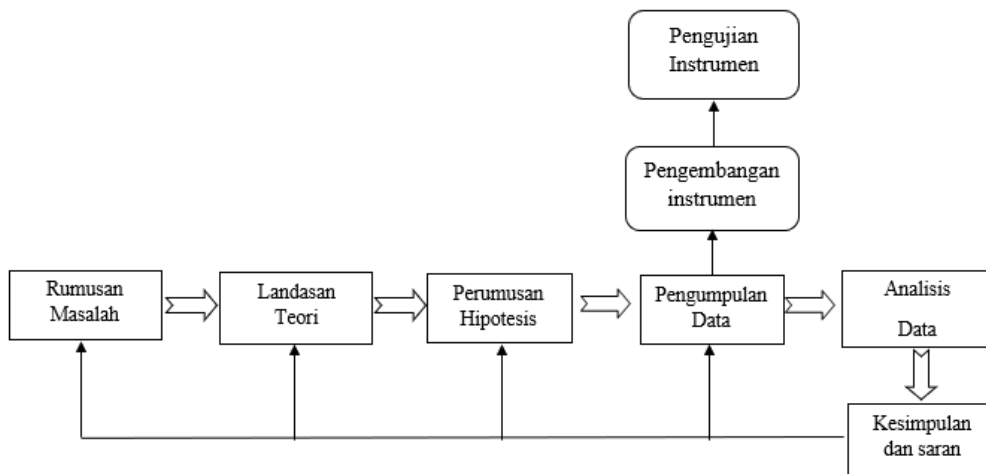 Pengujian
Instrumen
Pengembangan
instrumen
Rumusan
Masalah
Landasan
Teori
Perumusan
Hipotesis
Pengumpulan
Data
Analisis
Data
Kesimpulan
dan saran